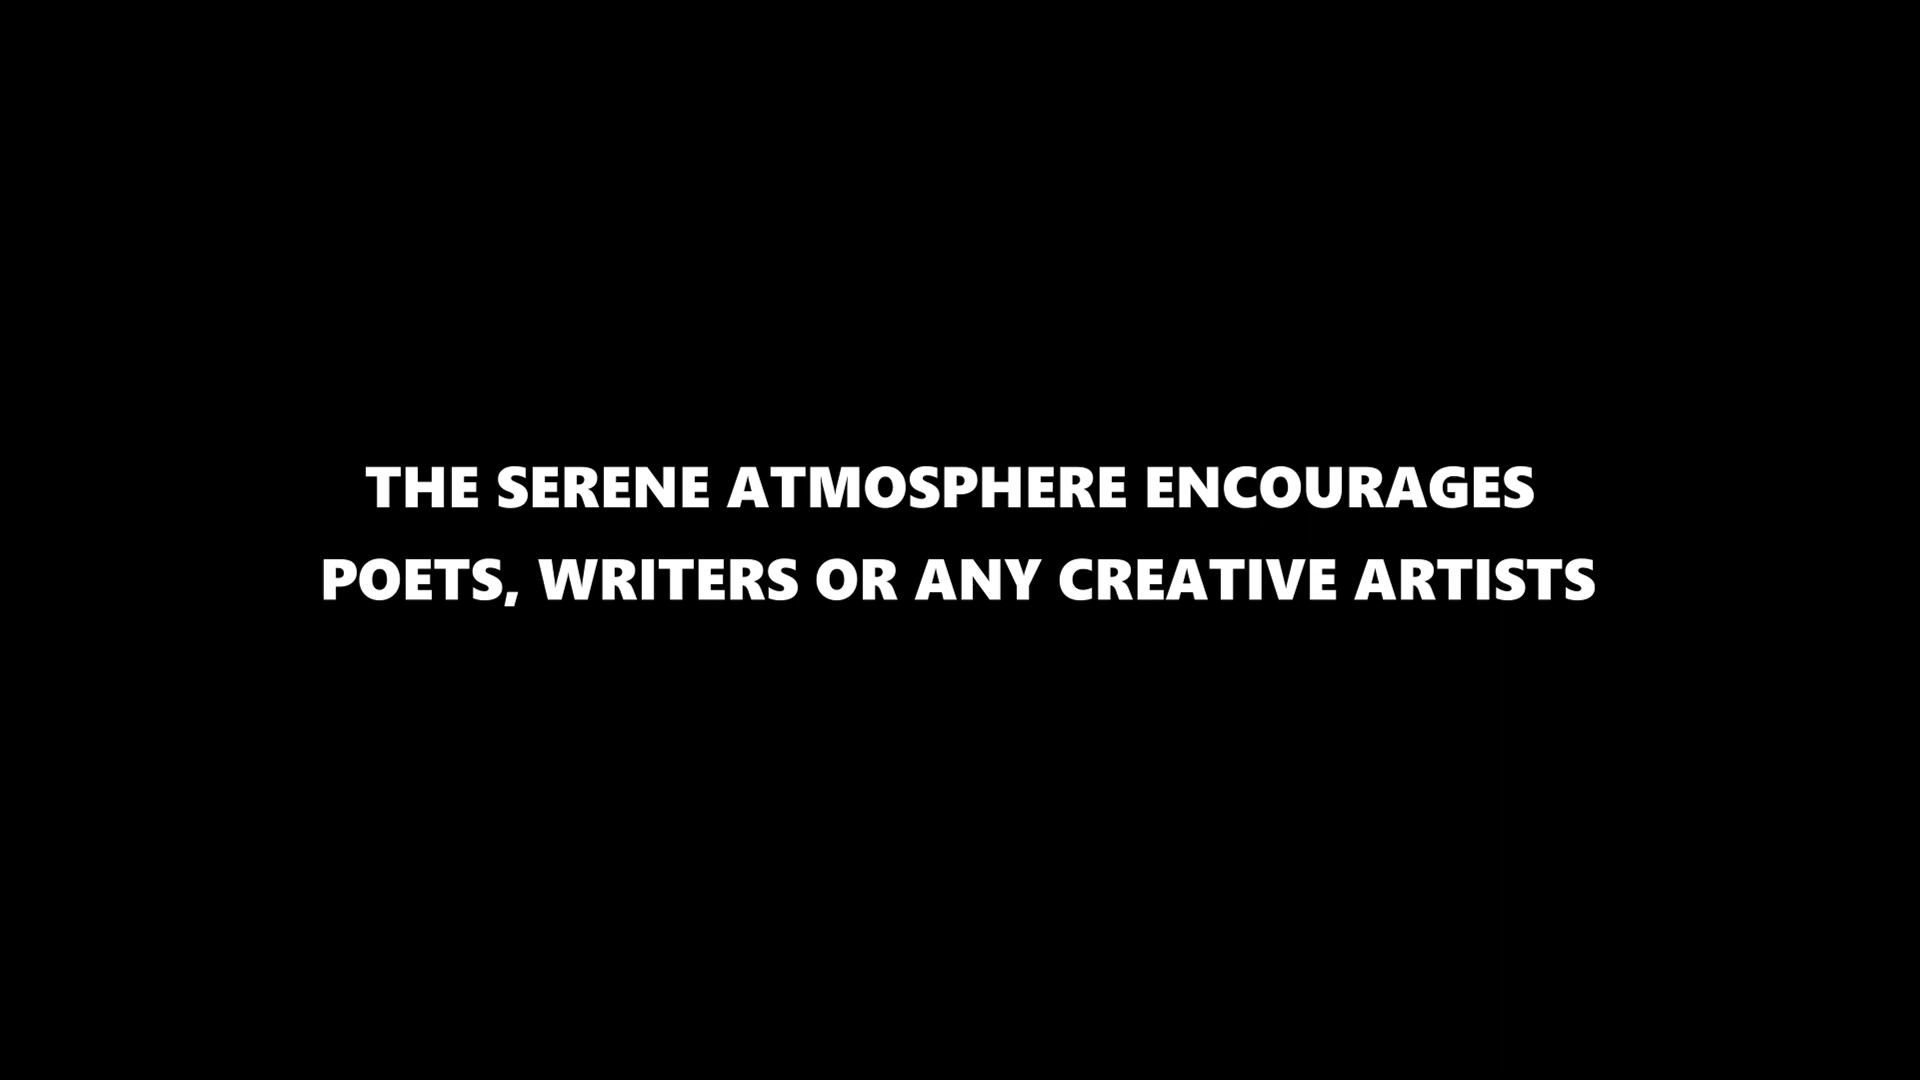 THE SERENE ATMOSPHERE ENCOURAGES
POETS, WRITERS OR ANY CREATIVE ARTISTS